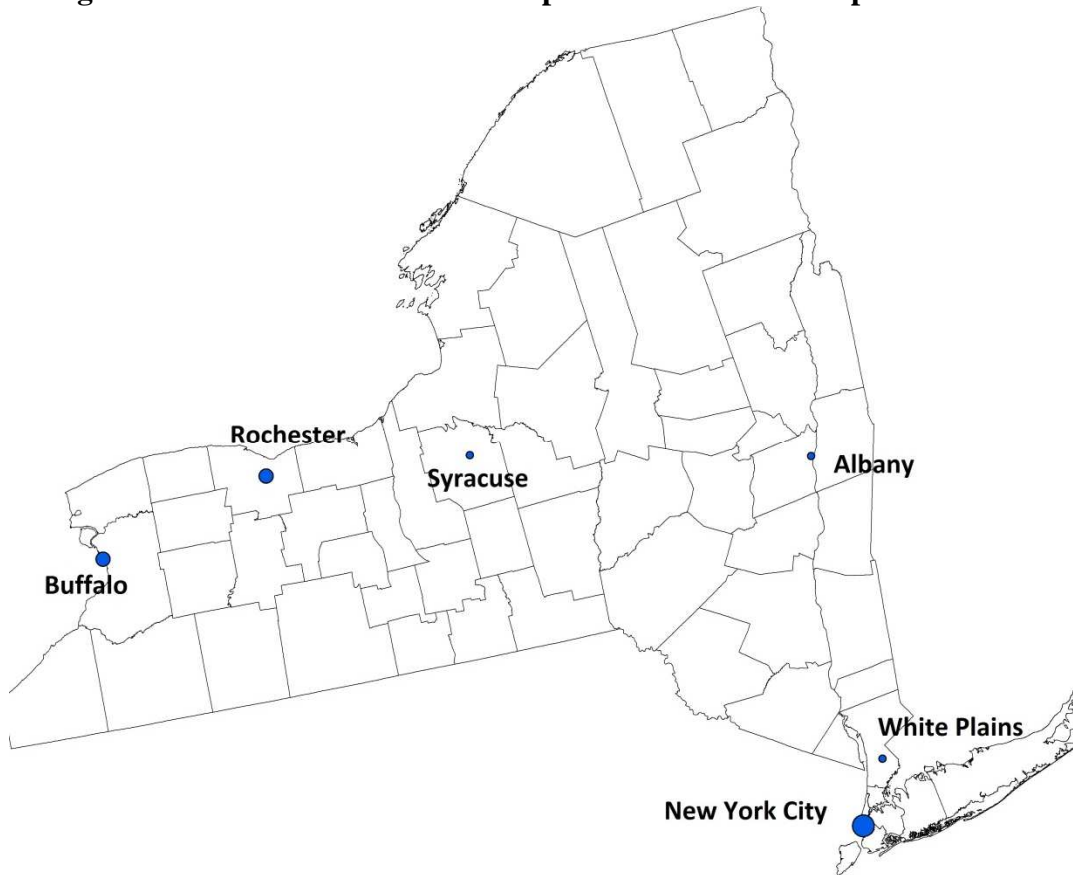 Rochester
Syracuse
Albany
Buffalo
White Plains
New York City